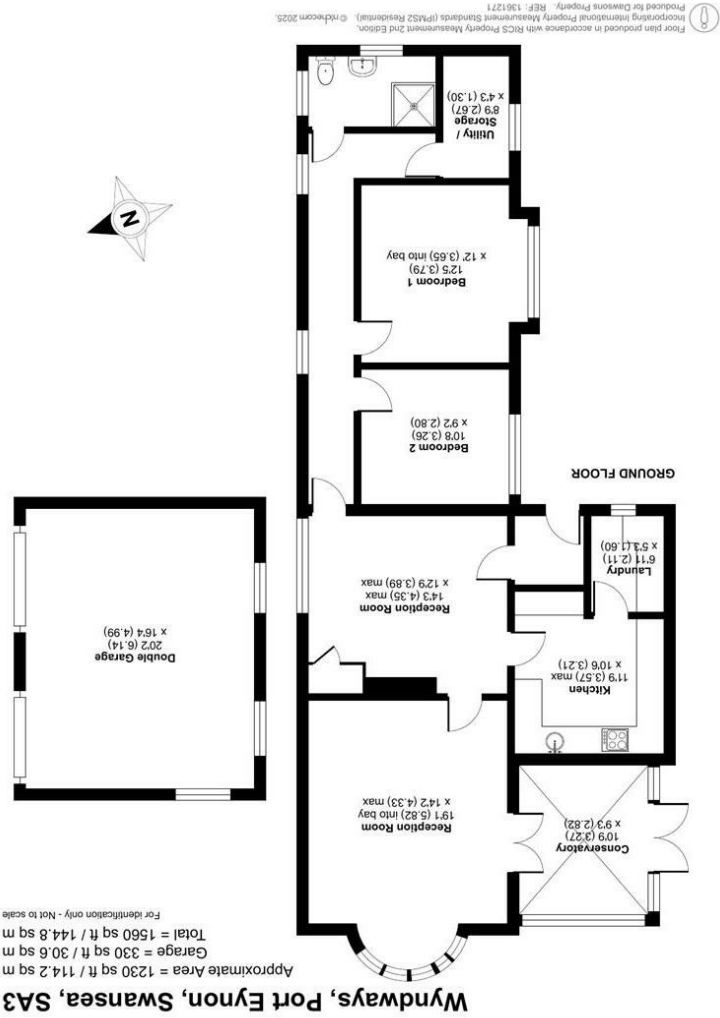 Wyndways, Port Eynon, Swansea, SA3
Approximate Area = 1230 sq ft / 114.2 sq m
Garage = 330 sq ft / 30.6 sq m
Total = 1560 sq ft / 144.8 sq m
For identification only - Not to scale
Conservatory
10'9 (3.27)
x 9'3 (2.82)
Reception Room
19'1 (5.82) into bay
x 14'2 (4.33) max
Kitchen
11'9 (3.57) max
x 10'6 (3.21)
Double Garage
20'2 (6.14)
x 16'4 (4.99)
Reception Room
14'3 (4.35) max
x 12'9 (3.89) max
Laundry
6'11 (2.11)
x 5'3 (1.60)
GROUND FLOOR
Bedroom 2
10'8 (3.26)
x 9'2 (2.80)
Bedroom 1
12'5 (3.79)
x 12' (3.65) into bay
N
Utility /
Storage
8'9 (2.67)
x 4'3 (1.30)
Floor plan produced in accordance with RICS Property Measurement 2nd Edition.
Incorporating International Property Measurement Standards (IPMS2 Residential). © nichecom 2025.
Produced for Dawsons Property. REF: 1361271